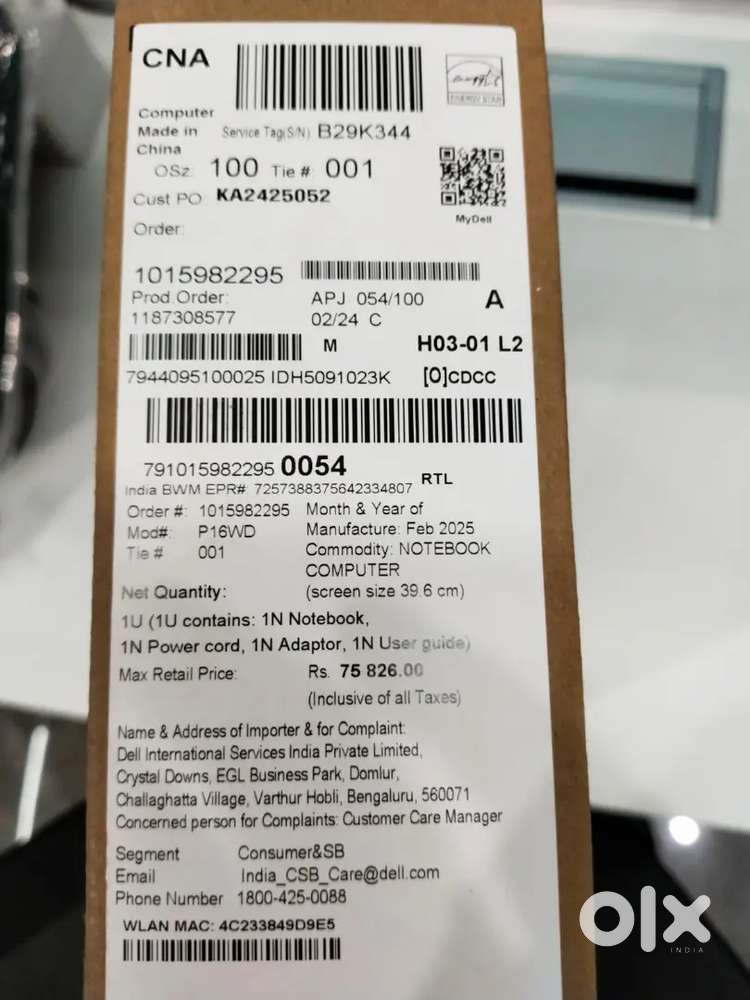 CNA
ENERGY STAR
Computer
Made in
China
Service Tag(S/N) B29K344
OSz: 100 Tie #: 001
Cust PO: KA2425052
MyDell
Order:
1015982295
Prod.Order: APJ 054/100 A
1187308577 02/24 C
M H03-01 L2
7944095100025 IDH5091023K [0]CDCC
791015982295 0054 RTL
India BWM EPR#: 7257388375642334807
Order #: 1015982295 Month & Year of
Mod#: P16WD Manufacture: Feb 2025
Tie # 001 Commodity: NOTEBOOK
COMPUTER
Net Quantity: (screen size 39.6 cm)
1U (1U contains: 1N Notebook,
1N Power cord, 1N Adaptor, 1N User guide)
Max Retail Price: Rs. 75 826.00
(Inclusive of all Taxes)
Name & Address of Importer & for Complaint:
Dell International Services India Private Limited,
Crystal Downs, EGL Business Park, Domlur,
Challaghatta Village, Varthur Hobli, Bengaluru, 560071
Concerned person for Complaints: Customer Care Manager
Segment Consumer&SB
Email India_CSB_Care@dell.com
Phone Number 1800-425-0088
WLAN MAC: 4C233849D9E5
olx
INDIA